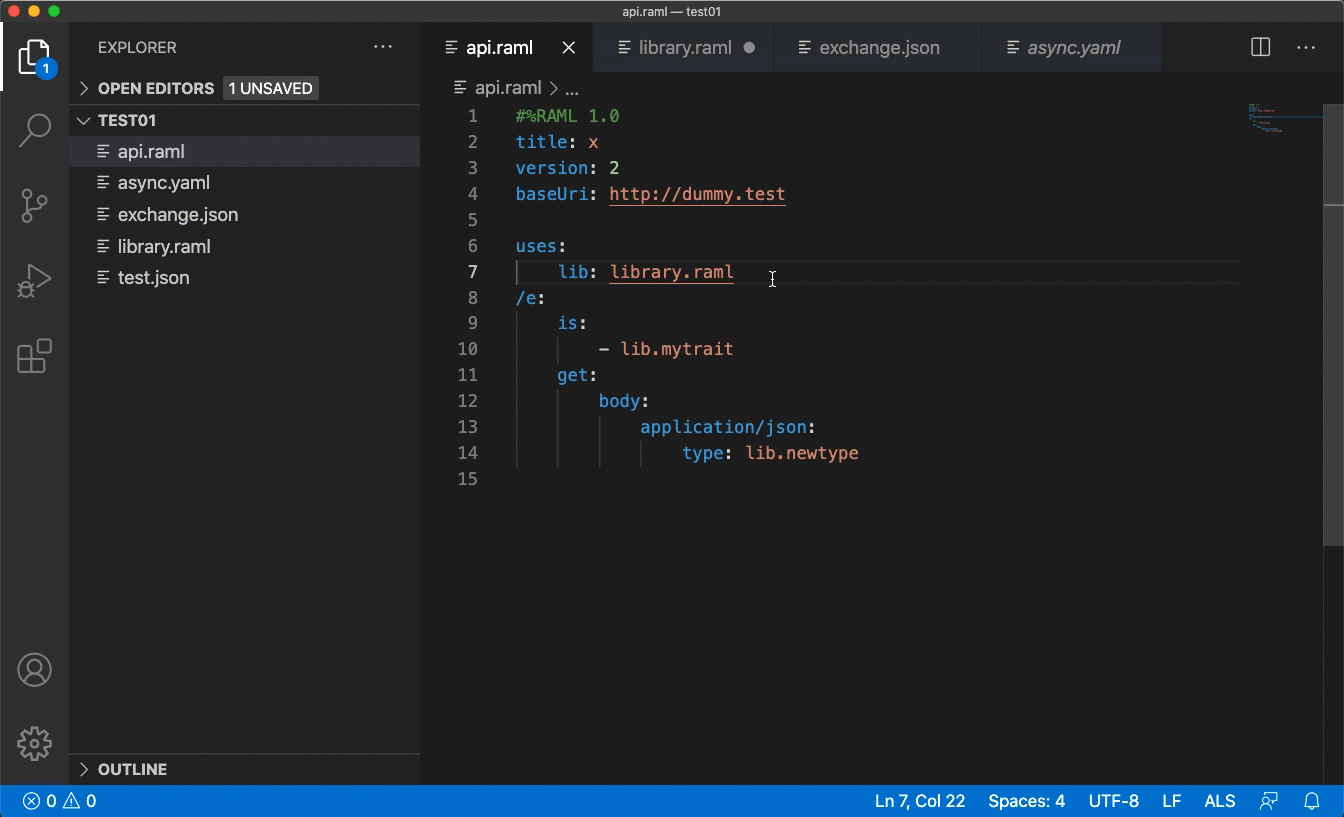 api.raml — test01
EXPLORER
1
OPEN EDITORS 1 UNSAVED
TEST01
api.raml
async.yaml
exchange.json
library.raml
test.json
OUTLINE
api.raml library.raml exchange.json async.yaml
api.raml > ...
1 #%RAML 1.0
2 title: x
3 version: 2
4 baseUri: http://dummy.test
5
6 uses:
7     lib: library.raml
8 /e:
9     is:
10         - lib.mytrait
11     get:
12         body:
13             application/json:
14                 type: lib.newtype
15
0 0 Ln 7, Col 22 Spaces: 4 UTF-8 LF ALS